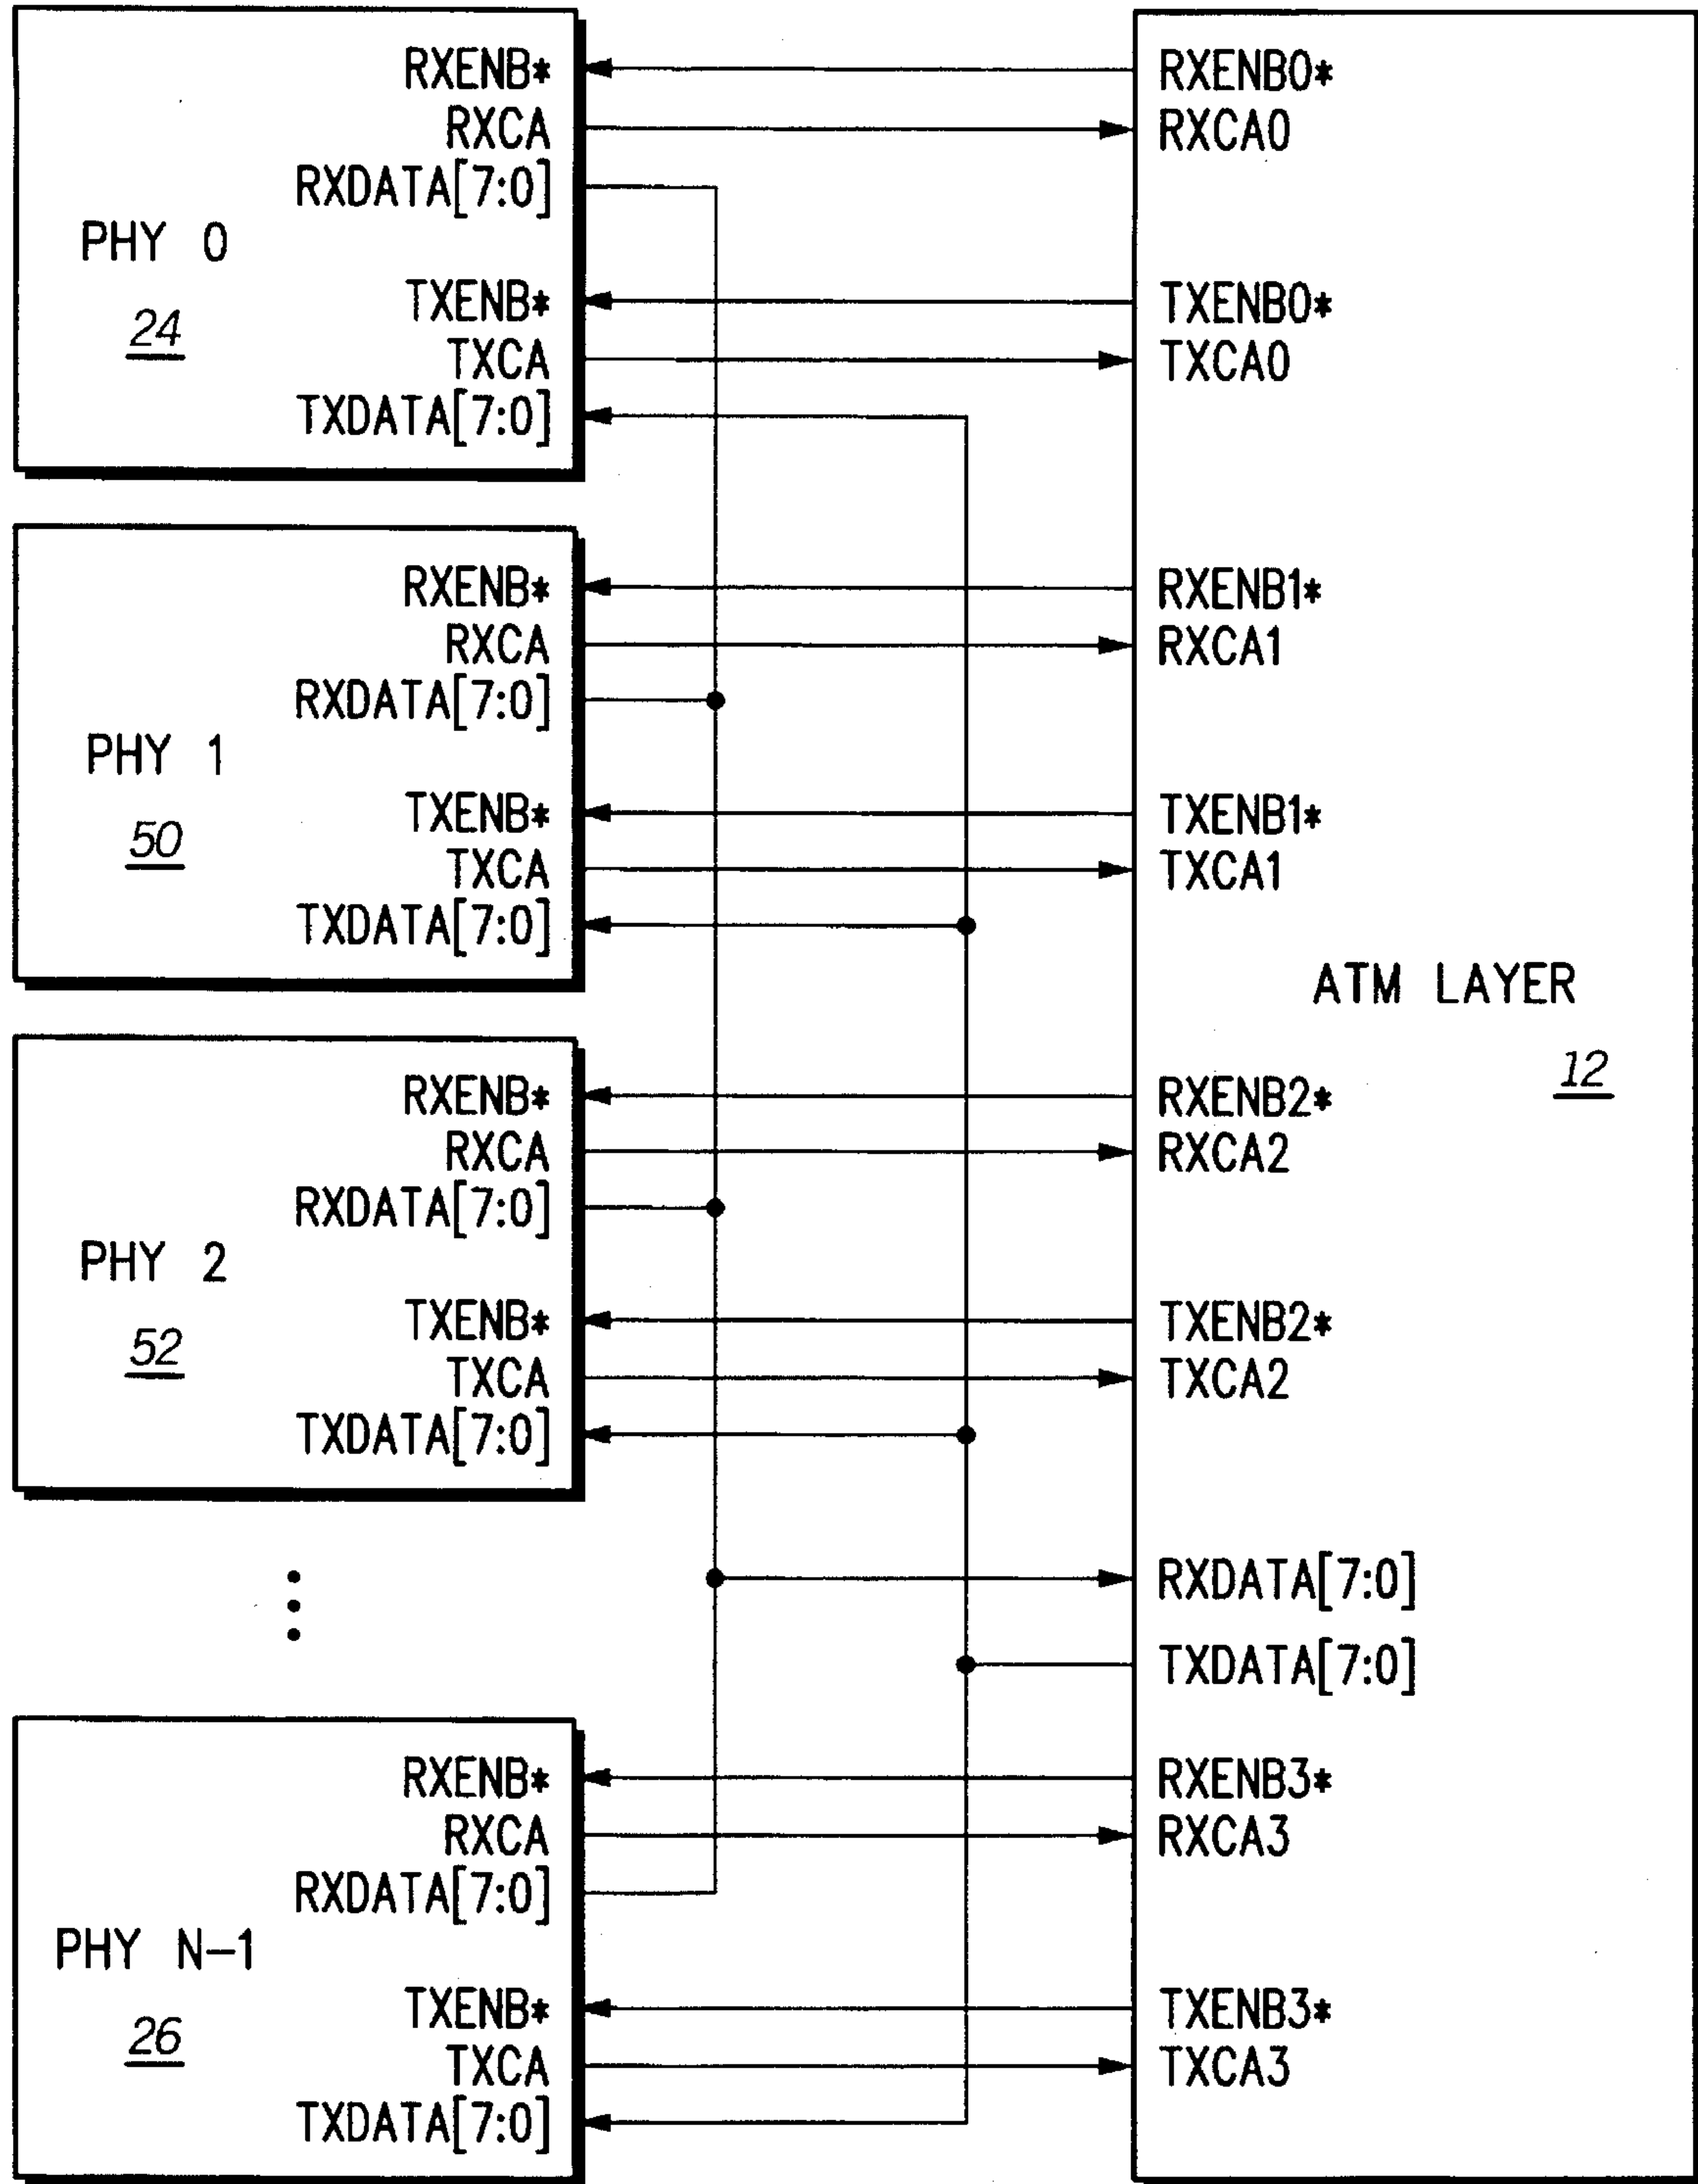 RXENB*
RXCA
RXDATA[7:0]
PHY 0
24
TXENB*
TXCA
TXDATA[7:0]
RXENB*
RXCA
RXDATA[7:0]
PHY 1
50
TXENB*
TXCA
TXDATA[7:0]
RXENB*
RXCA
RXDATA[7:0]
PHY 2
52
TXENB*
TXCA
TXDATA[7:0]
RXENB*
RXCA
RXDATA[7:0]
PHY N-1
26
TXENB*
TXCA
TXDATA[7:0]
RXENB0*
RXCA0
TXENB0*
TXCA0
RXENB1*
RXCA1
TXENB1*
TXCA1
ATM LAYER
12
RXENB2*
RXCA2
TXENB2*
TXCA2
RXDATA[7:0]
TXDATA[7:0]
RXENB3*
RXCA3
TXENB3*
TXCA3